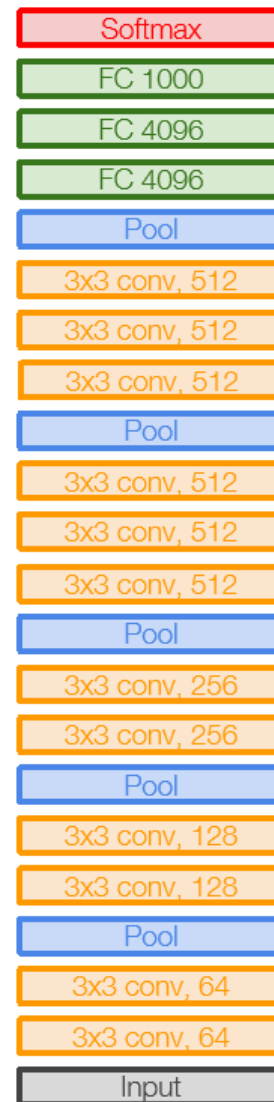 Softmax
FC 1000
FC 4096
FC 4096
Pool
3x3 conv, 512
3x3 conv, 512
3x3 conv, 512
Pool
3x3 conv, 512
3x3 conv, 512
3x3 conv, 512
Pool
3x3 conv, 256
3x3 conv, 256
Pool
3x3 conv, 128
3x3 conv, 128
Pool
3x3 conv, 64
3x3 conv, 64
Input